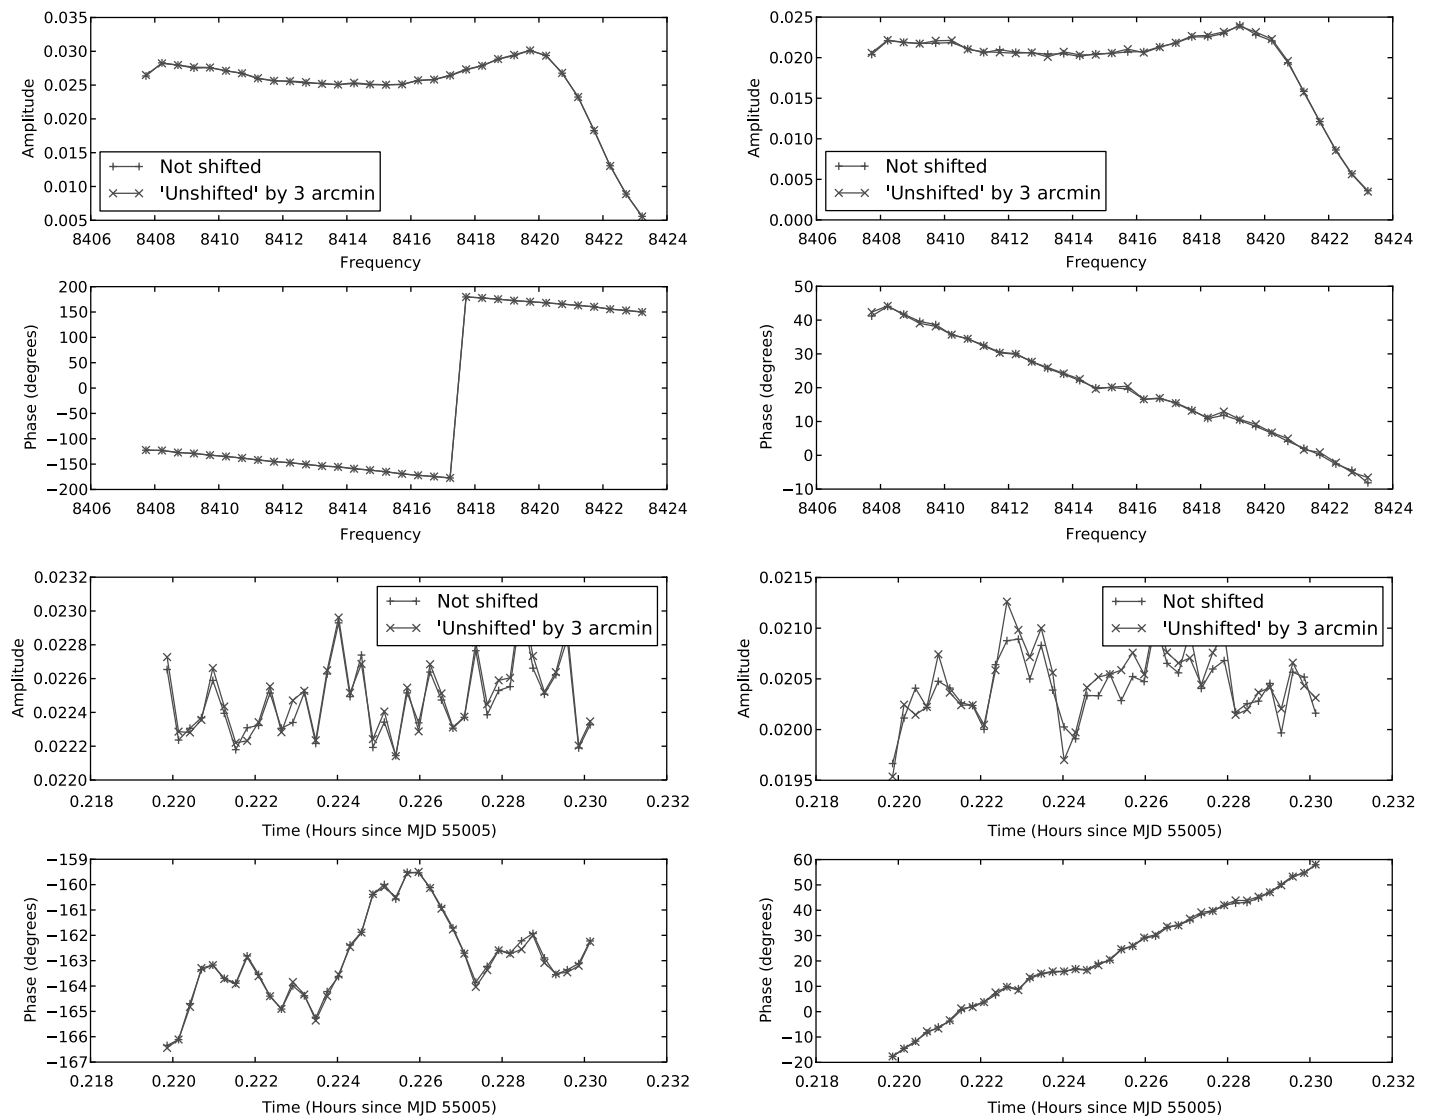 0.035
0.030
0.025
0.020
0.015
0.010
0.005
Amplitude
Not shifted
'Unshifted' by 3 arcmin
8406 8408 8410 8412 8414 8416 8418 8420 8422 8424
Frequency
0.025
0.020
0.015
0.010
0.005
0.000
Amplitude
Not shifted
'Unshifted' by 3 arcmin
8406 8408 8410 8412 8414 8416 8418 8420 8422 8424
Frequency
200
150
100
50
0
−50
−100
−150
−200
Phase (degrees)
8406 8408 8410 8412 8414 8416 8418 8420 8422 8424
Frequency
50
40
30
20
10
0
−10
Phase (degrees)
8406 8408 8410 8412 8414 8416 8418 8420 8422 8424
Frequency
0.0232
0.0230
0.0228
0.0226
0.0224
0.0222
0.0220
Amplitude
Not shifted
'Unshifted' by 3 arcmin
0.218 0.220 0.222 0.224 0.226 0.228 0.230 0.232
Time (Hours since MJD 55005)
0.0215
0.0210
0.0205
0.0200
0.0195
Amplitude
Not shifted
'Unshifted' by 3 arcmin
0.218 0.220 0.222 0.224 0.226 0.228 0.230 0.232
Time (Hours since MJD 55005)
−159
−160
−161
−162
−163
−164
−165
−166
−167
Phase (degrees)
0.218 0.220 0.222 0.224 0.226 0.228 0.230 0.232
Time (Hours since MJD 55005)
60
50
40
30
20
10
0
−10
−20
Phase (degrees)
0.218 0.220 0.222 0.224 0.226 0.228 0.230 0.232
Time (Hours since MJD 55005)